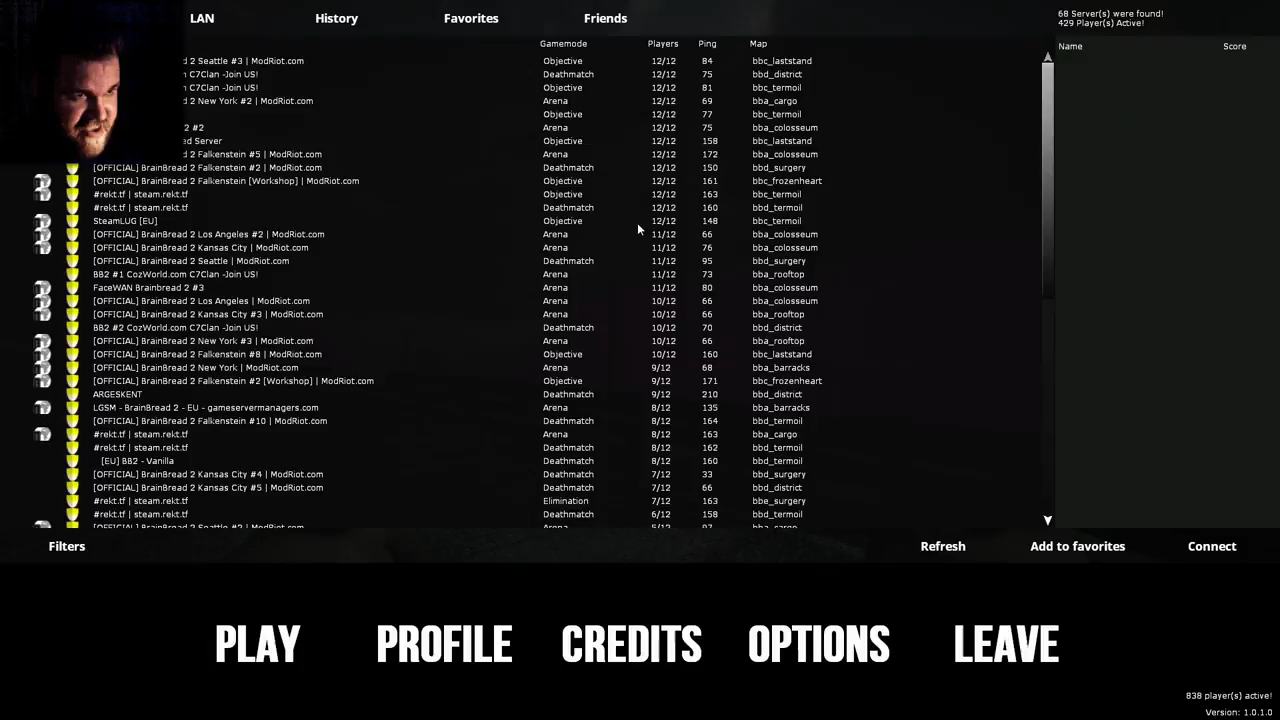 LAN History Favorites Friends
68 Server(s) were found!
429 Player(s) Active!
Gamemode Players Ping Map
Name Score
d 2 Seattle #3 | ModRiot.com Objective 12/12 84 bbc_laststand
C7Clan -Join US! Deathmatch 12/12 75 bbd_district
C7Clan -Join US! Objective 12/12 81 bbc_termoil
d 2 New York #2 | ModRiot.com Arena 12/12 69 bba_cargo
Objective 12/12 77 bbc_termoil
2 #2 Arena 12/12 75 bba_colosseum
ed Server Objective 12/12 158 bbc_laststand
d 2 Falkenstein #5 | ModRiot.com Arena 12/12 172 bba_colosseum
[OFFICIAL] BrainBread 2 Falkenstein #2 | ModRiot.com Deathmatch 12/12 150 bbd_surgery
[OFFICIAL] BrainBread 2 Falkenstein [Workshop] | ModRiot.com Objective 12/12 161 bbc_frozenheart
#rekt.tf | steam.rekt.tf Objective 12/12 163 bbc_termoil
#rekt.tf | steam.rekt.tf Deathmatch 12/12 160 bbd_termoil
SteamLUG [EU] Objective 12/12 148 bbc_termoil
[OFFICIAL] BrainBread 2 Los Angeles #2 | ModRiot.com Arena 11/12 66 bba_colosseum
[OFFICIAL] BrainBread 2 Kansas City | ModRiot.com Arena 11/12 76 bba_colosseum
[OFFICIAL] BrainBread 2 Seattle | ModRiot.com Deathmatch 11/12 95 bbd_surgery
BB2 #1 CozWorld.com C7Clan -Join US! Arena 11/12 73 bba_rooftop
FaceWAN Brainbread 2 #3 Arena 11/12 80 bba_colosseum
[OFFICIAL] BrainBread 2 Los Angeles | ModRiot.com Arena 10/12 66 bba_colosseum
[OFFICIAL] BrainBread 2 Kansas City #3 | ModRiot.com Arena 10/12 66 bba_rooftop
BB2 #2 CozWorld.com C7Clan -Join US! Deathmatch 10/12 70 bbd_district
[OFFICIAL] BrainBread 2 New York #3 | ModRiot.com Arena 10/12 66 bba_rooftop
[OFFICIAL] BrainBread 2 Falkenstein #8 | ModRiot.com Objective 10/12 160 bbc_laststand
[OFFICIAL] BrainBread 2 New York | ModRiot.com Arena 9/12 68 bba_barracks
[OFFICIAL] BrainBread 2 Falkenstein #2 [Workshop] | ModRiot.com Objective 9/12 171 bbc_frozenheart
ARGESKENT Deathmatch 9/12 210 bbd_district
LGSM - BrainBread 2 - EU - gameservermanagers.com Arena 8/12 135 bba_barracks
[OFFICIAL] BrainBread 2 Falkenstein #10 | ModRiot.com Deathmatch 8/12 164 bbd_termoil
#rekt.tf | steam.rekt.tf Arena 8/12 163 bba_cargo
#rekt.tf | steam.rekt.tf Deathmatch 8/12 162 bbd_termoil
[EU] BB2 - Vanilla Deathmatch 8/12 160 bbd_termoil
[OFFICIAL] BrainBread 2 Kansas City #4 | ModRiot.com Deathmatch 7/12 33 bbd_surgery
[OFFICIAL] BrainBread 2 Kansas City #5 | ModRiot.com Deathmatch 7/12 66 bbd_district
#rekt.tf | steam.rekt.tf Elimination 7/12 163 bbe_surgery
#rekt.tf | steam.rekt.tf Deathmatch 6/12 158 bbd_termoil
[OFFICIAL] BrainBread 2 Seattle #2 | ModRiot.com Arena 5/12 97 bba_cargo
Filters Refresh Add to favorites Connect
PLAY PROFILE CREDITS OPTIONS LEAVE
838 player(s) active!
Version: 1.0.1.0